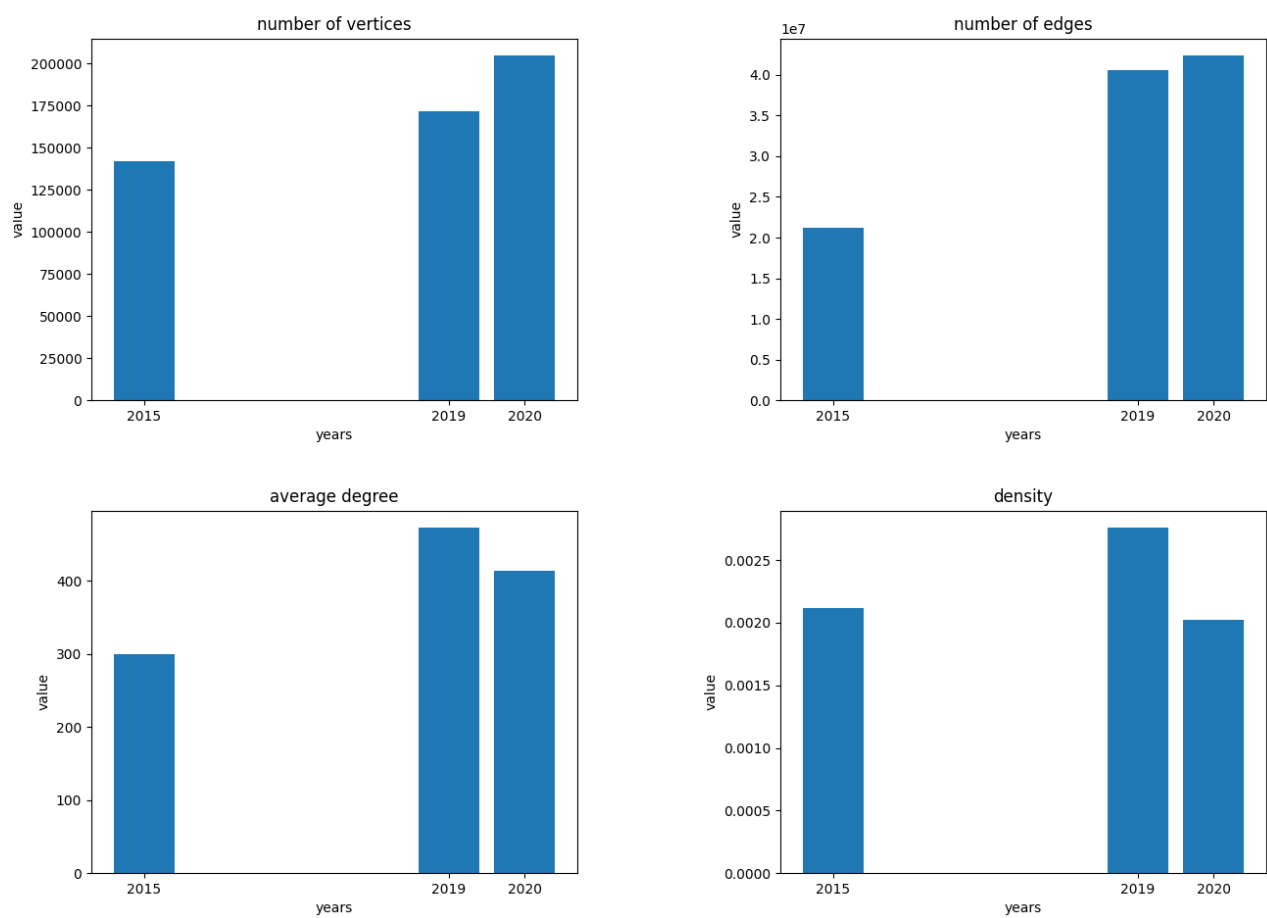 number of vertices
200000
175000
150000
125000
100000
75000
50000
25000
0
value
2015 2019 2020
years
number of edges
1e7
4.0
3.5
3.0
2.5
2.0
1.5
1.0
0.5
0.0
value
2015 2019 2020
years
average degree
400
300
200
100
0
value
2015 2019 2020
years
density
0.0025
0.0020
0.0015
0.0010
0.0005
0.0000
value
2015 2019 2020
years